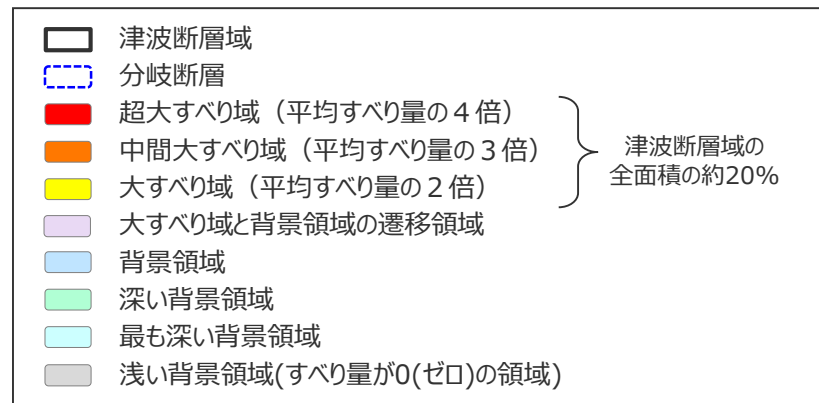 津波断層域
分岐断層
超大すべり域（平均すべり量の４倍）
中間大すべり域（平均すべり量の３倍）
大すべり域（平均すべり量の２倍）
津波断層域の
全面積の約20%
大すべり域と背景領域の遷移領域
背景領域
深い背景領域
最も深い背景領域
浅い背景領域(すべり量が0(ゼロ)の領域)